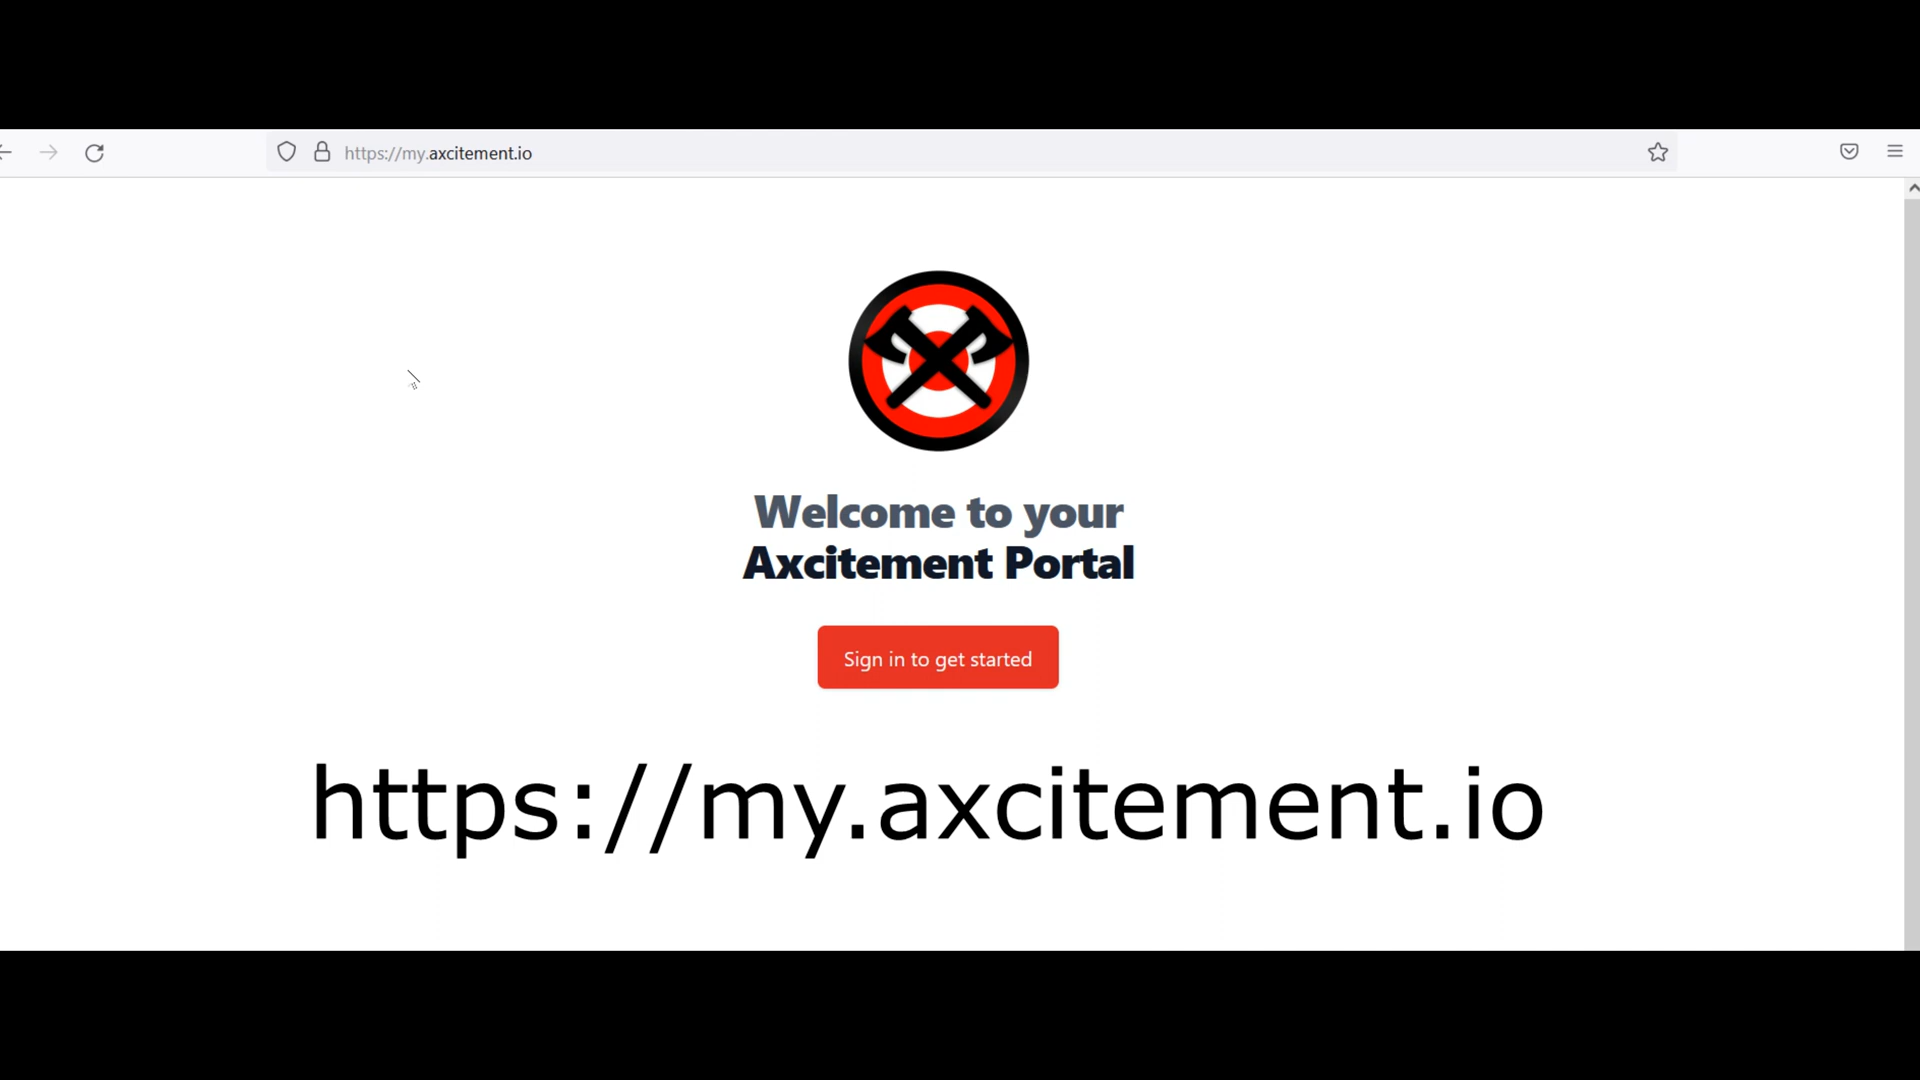 https://my.axcitement.io
Welcome to your
Axcitement Portal
Sign in to get started
https://my.axcitement.io